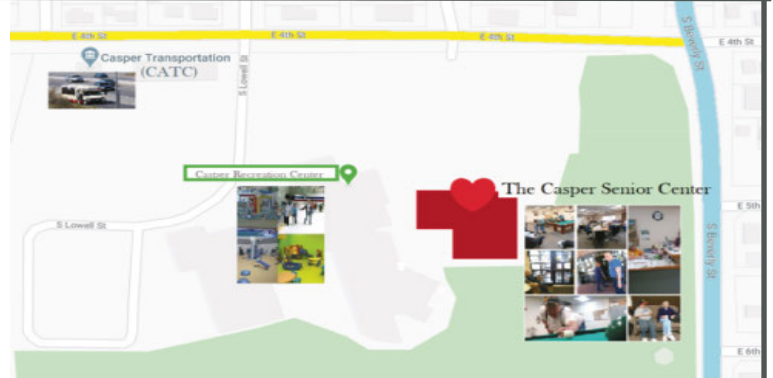 E 4th St
E 4th St
E 4th St
E 4th St
S Beverly St
Casper Transportation
(CATC)
S Lowell St
Casper Recreation Center
The Casper Senior Center
E 5th
S Lowell St
S Beverly St
E 6th